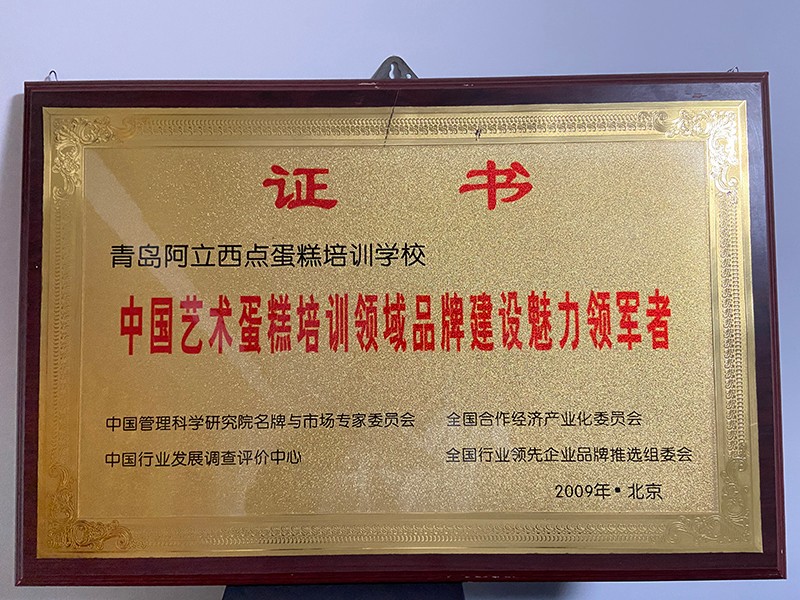 证 书
青岛阿立西点蛋糕培训学校
中国艺术蛋糕培训领域品牌建设魅力领军者
中国管理科学研究院名牌与市场专家委员会 全国合作经济产业化委员会
中国行业发展调查评价中心 全国行业领先企业品牌推选组委会
2009年·北京